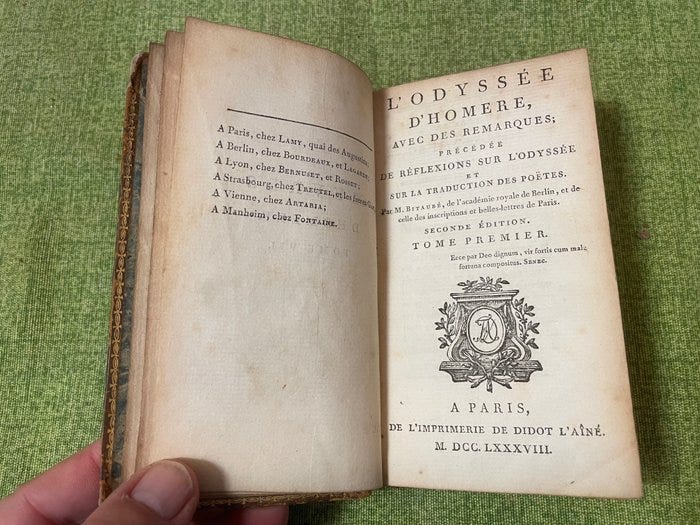 A Paris, chez LAMY, quai des Augustins;
A Berlin, chez BOURDEAUX, et LEGARDE;
A Lyon, chez BERNUSET, et ROSSET;
A Strasbourg, chez TREUTEL, et les freres
A Vienne, chez ARTARIA;
A Manheim, chez FONTAINE.
L'ODYSSÉE
D'HOMERE,
AVEC DES REMARQUES;
PRÉCÉDÉE
DE RÉFLEXIONS SUR L'ODYSSÉE
ET
SUR LA TRADUCTION DES POËTES.
Par M. BITAUBÉ, de l'académie royale de Berlin, et de
celle des inscriptions et belles-lettres de Paris.
SECONDE ÉDITION.
TOME PREMIER.
Ecce par Deo dignum, vir fortis cum mala
fortuna compositus. SENEC.
A PARIS,
DE L'IMPRIMERIE DE DIDOT L'AÎNÉ.
M. DCC. LXXXVIII.